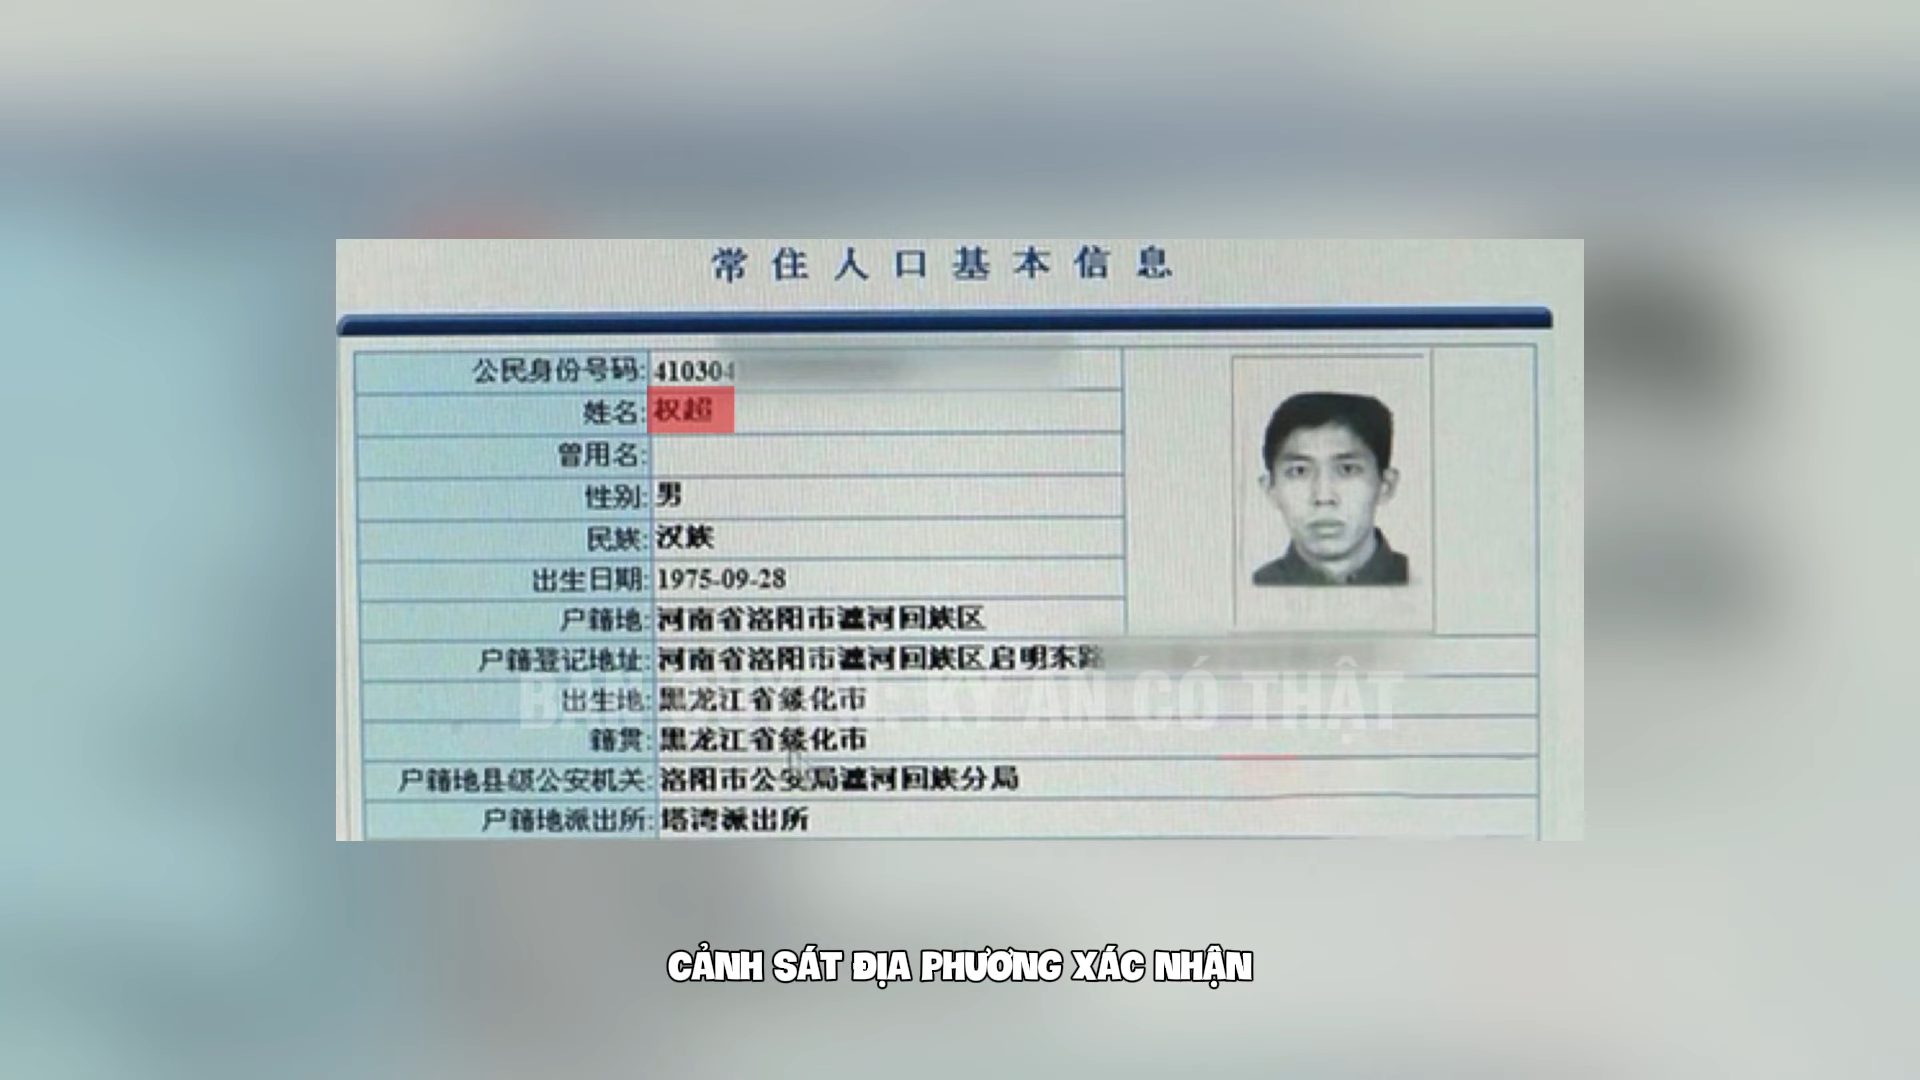 常住人口基本信息
公民身份号码: 410304
姓名: 权超
曾用名:
性别: 男
民族: 汉族
出生日期: 1975-09-28
户籍地: 河南省洛阳市瀍河回族区
户籍登记地址: 河南省洛阳市瀍河回族区启明东路
出生地: 黑龙江省绥化市
籍贯: 黑龙江省绥化市
户籍地县级公安机关: 洛阳市公安局瀍河回族分局
户籍地派出所: 塔湾派出所
KỲ ÁN CÓ THẬT
CẢNH SÁT ĐỊA PHƯƠNG XÁC NHẬN